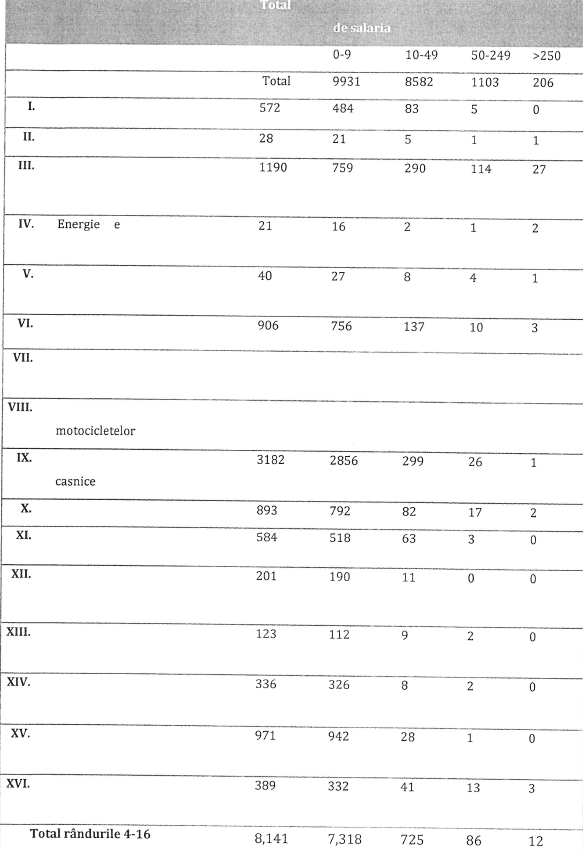 Total
de salaria
0-9 10-49 50-249 >250
Total 9931 8582 1103 206
I. 572 484 83 5 0
II. 28 21 5 1 1
III. 1190 759 290 114 27
IV. Energie e 21 16 2 1 2
V. 40 27 8 4 1
VI. 906 756 137 10 3
VII.
VIII.
motocicletelor
IX. 3182 2856 299 26 1
casnice
X. 893 792 82 17 2
XI. 584 518 63 3 0
XII. 201 190 11 0 0
XIII. 123 112 9 2 0
XIV. 336 326 8 2 0
XV. 971 942 28 1 0
XVI. 389 332 41 13 3
Total rândurile 4-16 8,141 7,318 725 86 12